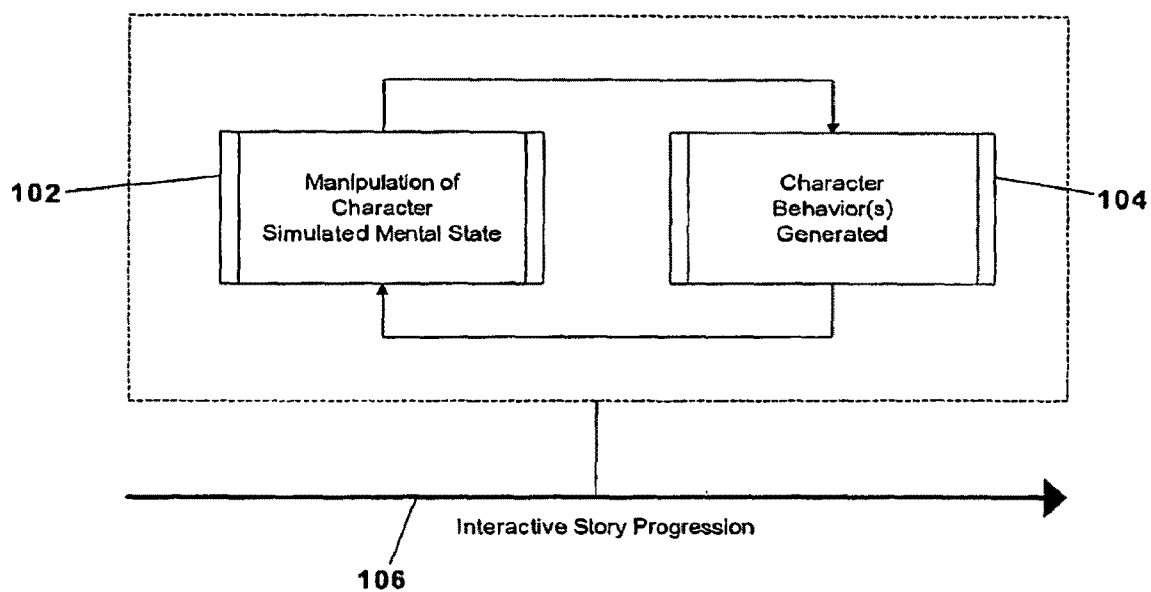 Manipulation of
Character
Simulated Mental State
Character
Behavior(s)
Generated
102
104
Interactive Story Progression
106